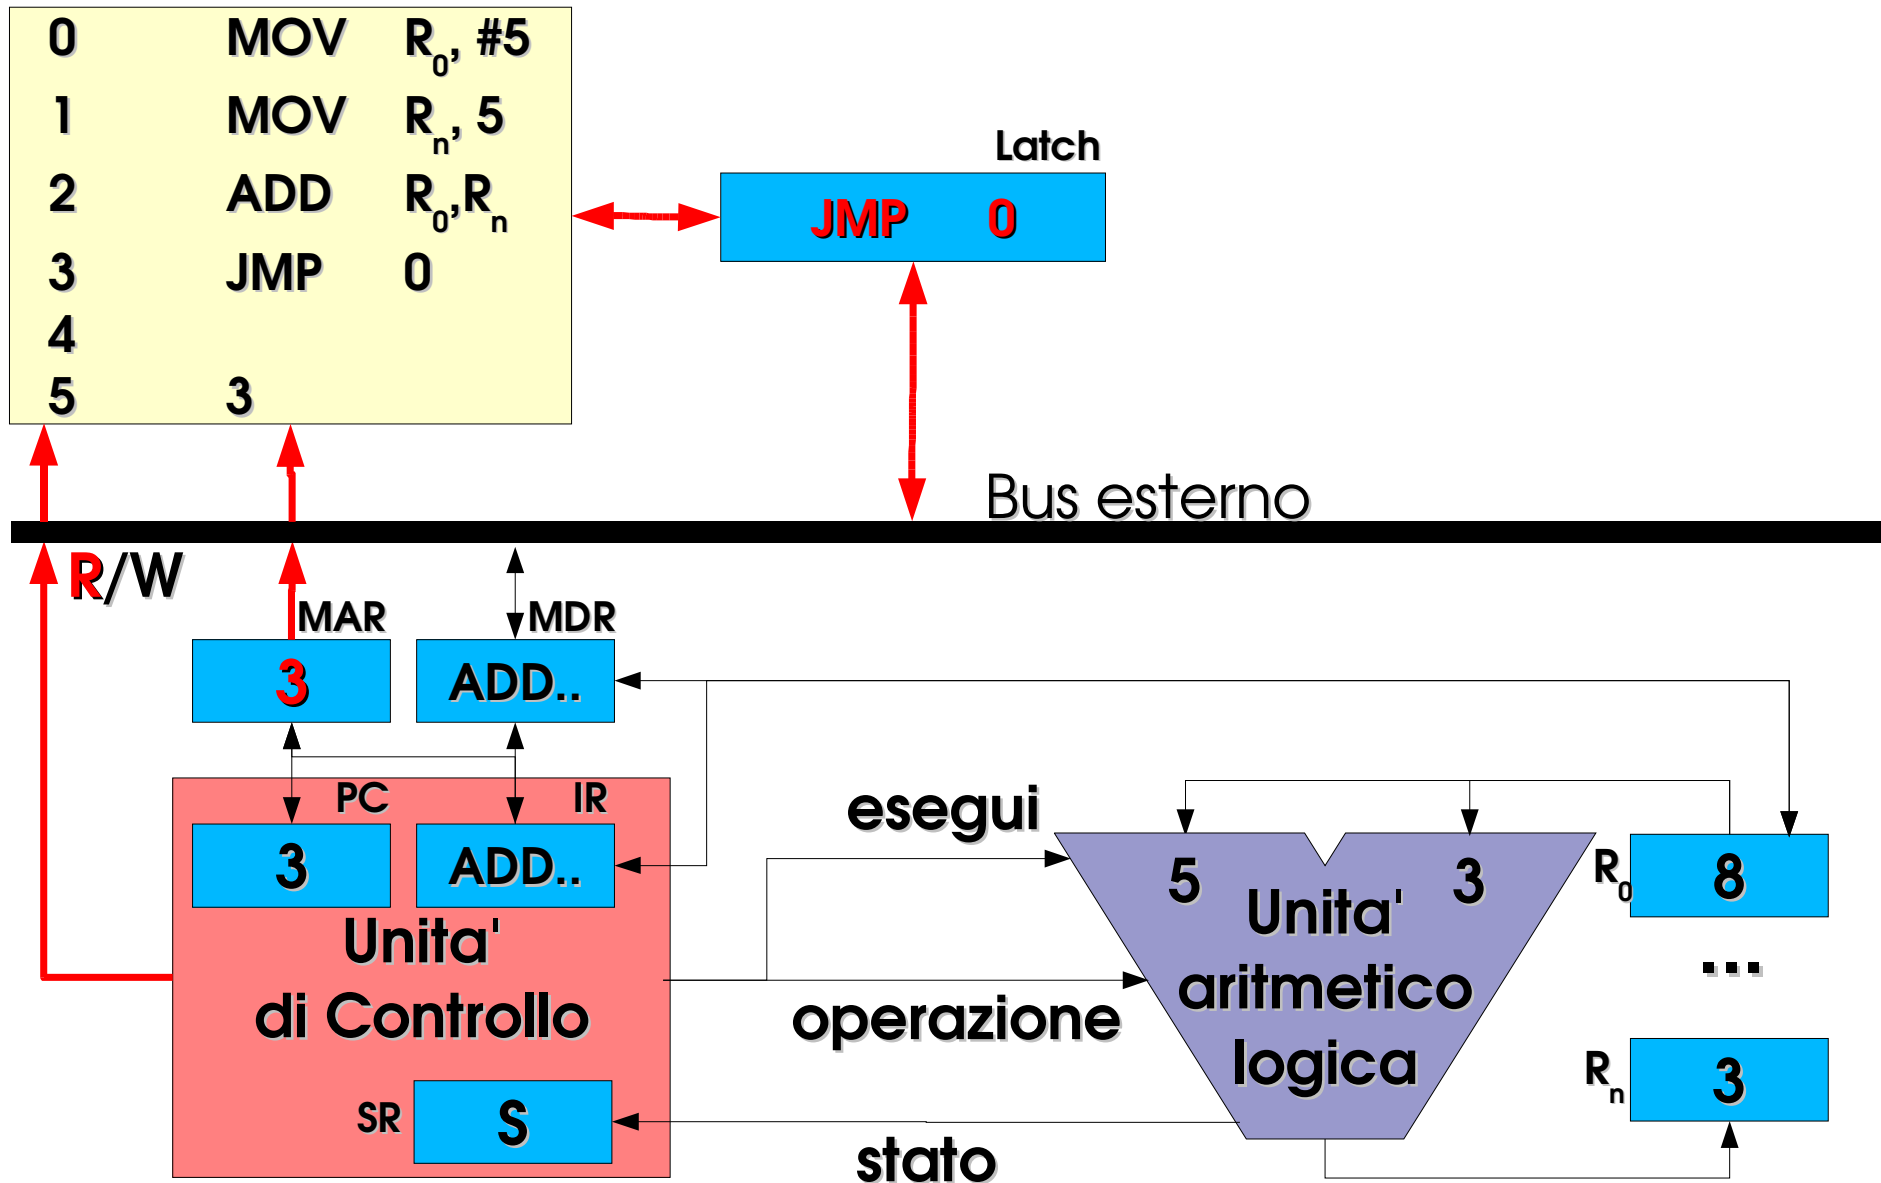 0 MOV R0, #5
1 MOV Rn, 5
2 ADD R0,Rn
3 JMP 0
4
5 3
Latch
JMP 0
Bus esterno
R/W
MAR
MDR
3
ADD..
PC
IR
3
ADD..
Unita'
di Controllo
SR
S
esegui
operazione
stato
5
3
Unita'
aritmetico
logica
R0
8
...
Rn
3